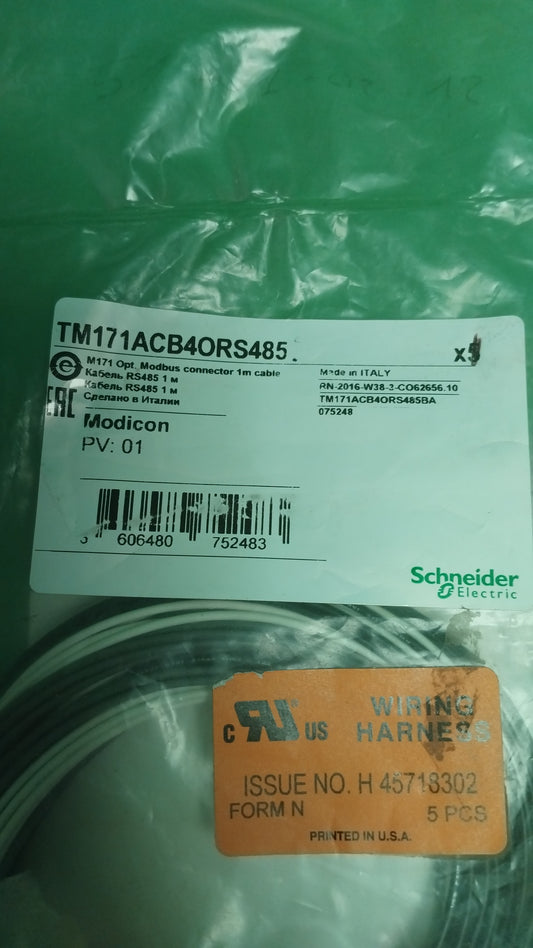 TM171ACB4ORS485.
x5
M171 Opt. Modbus connector 1m cable
Кабель RS485 1 м
Кабель RS485 1 м
Сделано в Италии
EAC
Made in ITALY
RN-2016-W38-3-CO62656.10
TM171ACB4ORS485BA
075248
Modicon
PV: 01
3 606480 752483
Schneider
Electric
C RU US
WIRING
HARNESS
ISSUE NO. H 45718302
FORM N
5 PCS
PRINTED IN U.S.A.